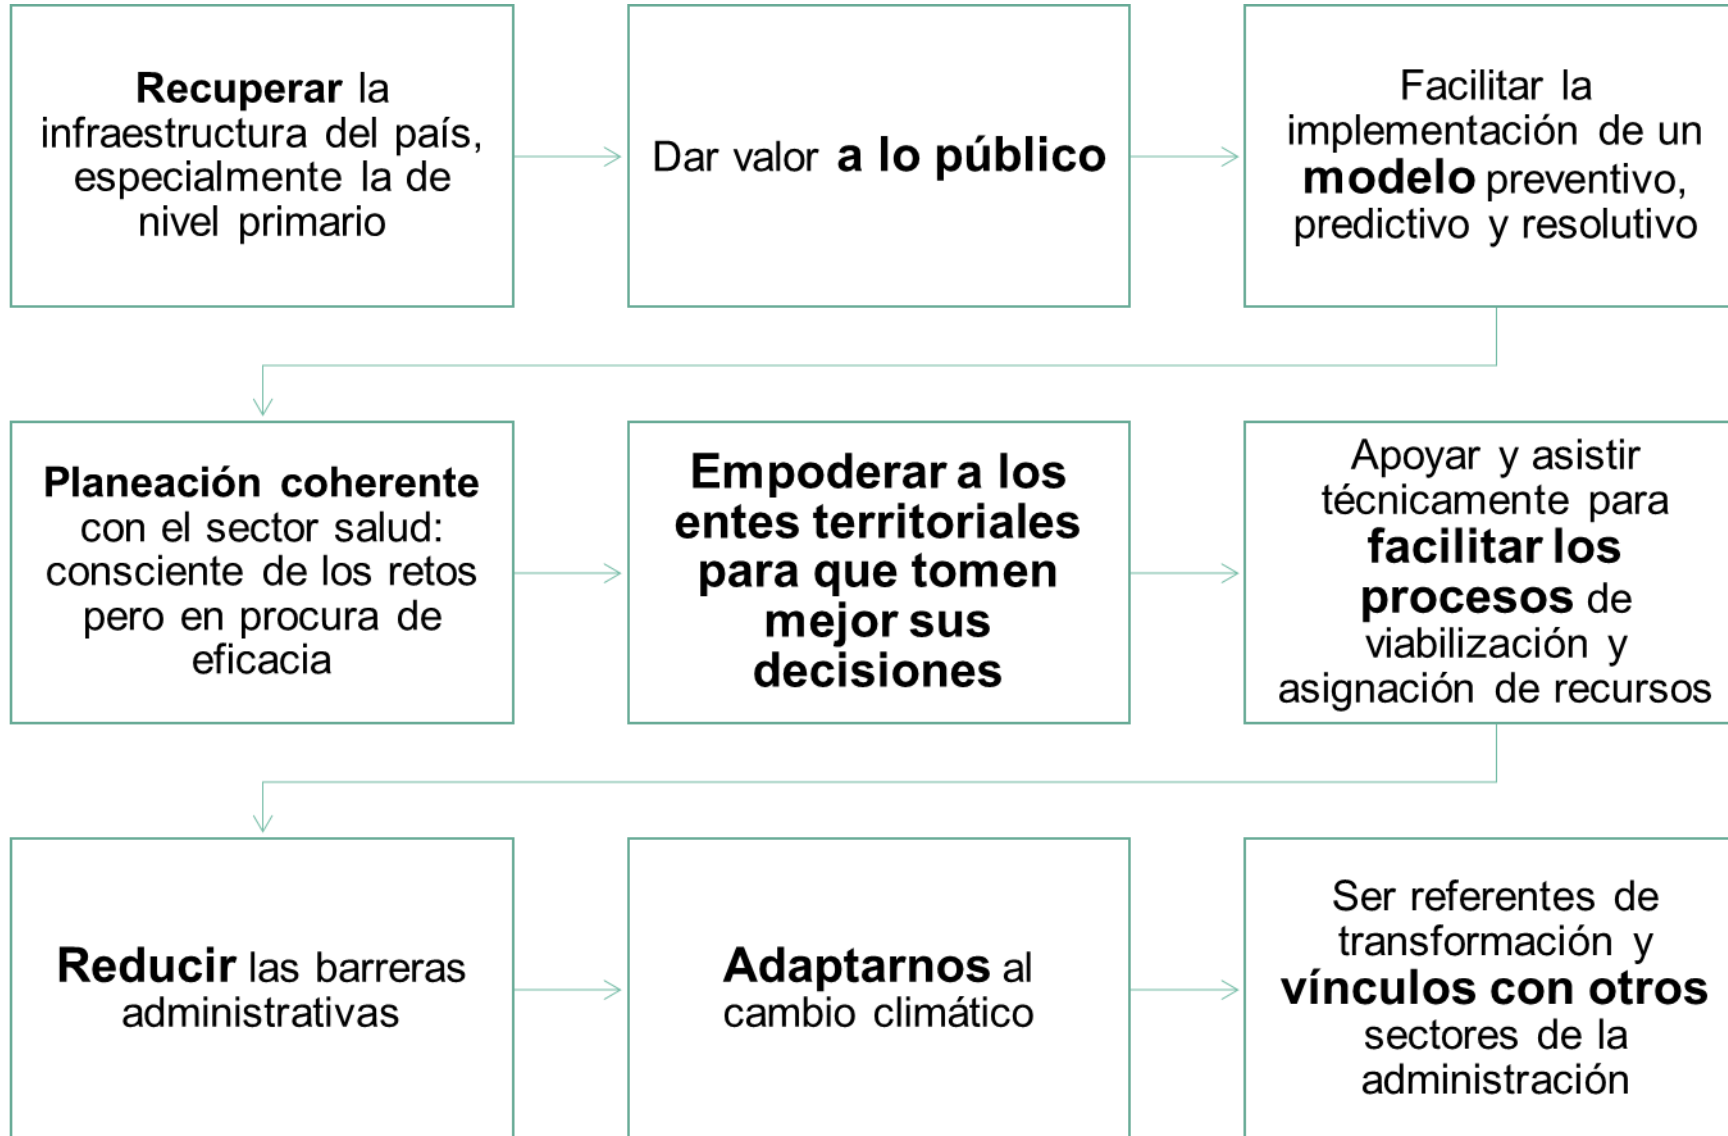 Recuperar la
infraestructura del país,
especialmente la de
nivel primario
Dar valor a lo público
Facilitar la
implementación de un
modelo preventivo,
predictivo y resolutivo
Planeación coherente
con el sector salud:
consciente de los retos
pero en procura de
eficacia
Empoderar a los
entes territoriales
para que tomen
mejor sus
decisiones
Apoyar y asistir
técnicamente para
facilitar los
procesos de
viabilización y
asignación de recursos
Reducir las barreras
administrativas
Adaptarnos al
cambio climático
Ser referentes de
transformación y
vínculos con otros
sectores de la
administración